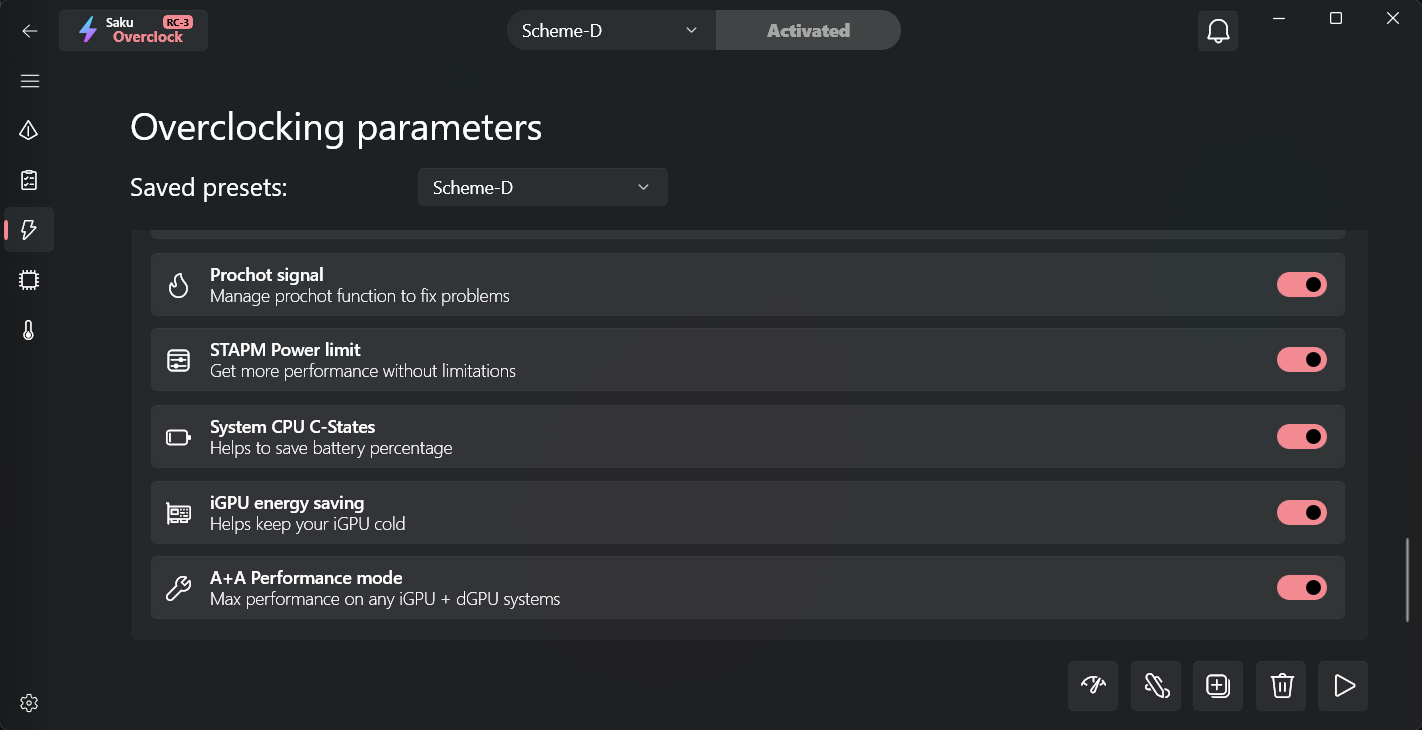 Saku RC-3
Overclock
Scheme-D
Activated
Overclocking parameters
Saved presets:
Scheme-D
Prochot signal
Manage prochot function to fix problems
STAPM Power limit
Get more performance without limitations
System CPU C-States
Helps to save battery percentage
iGPU energy saving
Helps keep your iGPU cold
A+A Performance mode
Max performance on any iGPU + dGPU systems